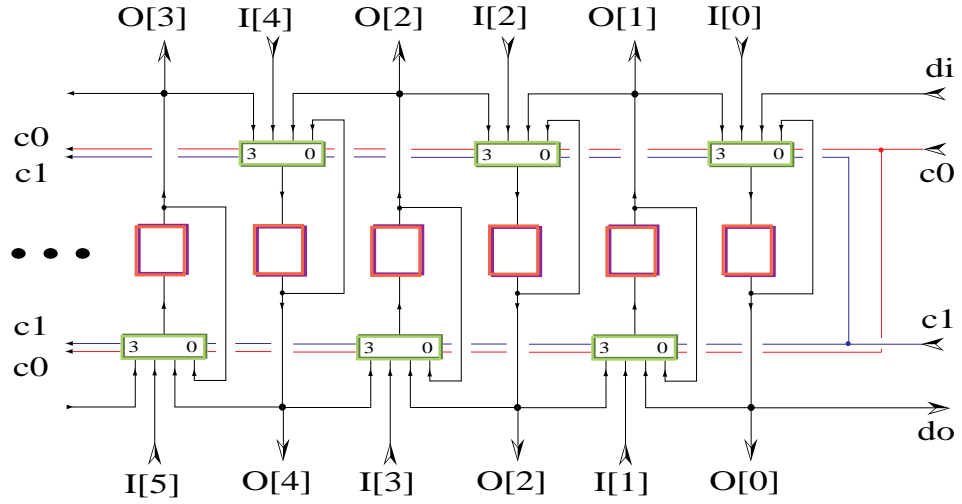 O[3] I[4] O[2] I[2] O[1] I[0]
di
c0
3 0 3 0 3 0
c1 c0
c1 c1
3 0 3 0 3 0
c0
do
I[5] O[4] I[3] O[2] I[1] O[0]